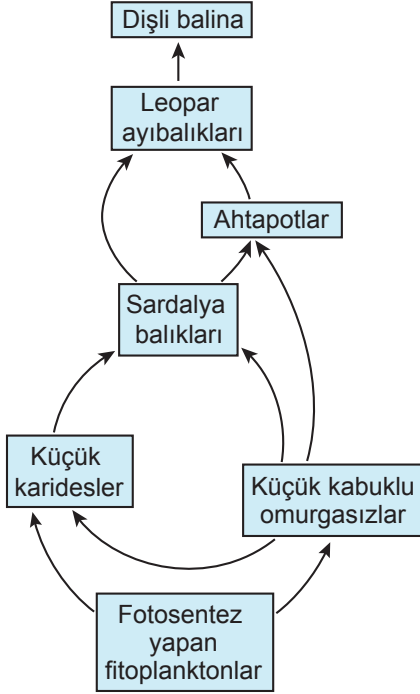 Dişli balina
Leopar
ayıbalıkları
Ahtapotlar
Sardalya
balıkları
Küçük
karidesler
Küçük kabuklu
omurgasızlar
Fotosentez
yapan
fitoplanktonlar